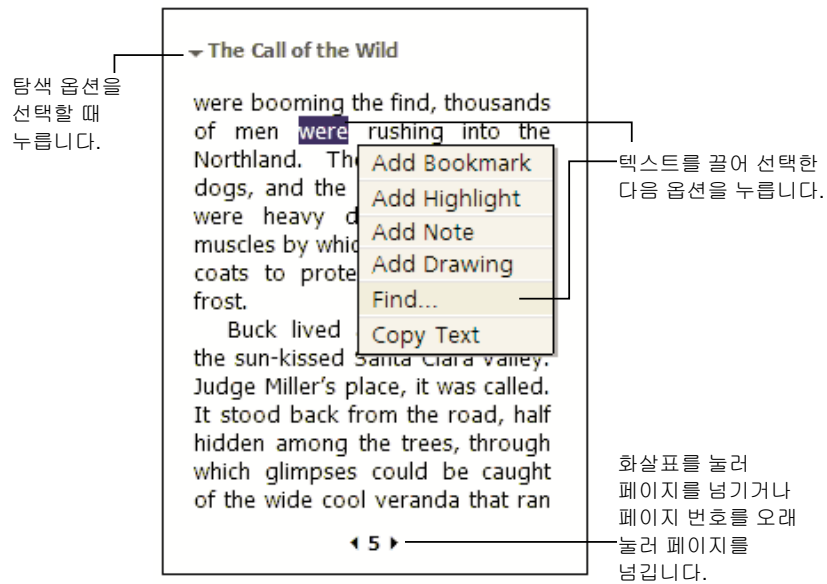 The Call of the Wild
탐색 옵션을
선택할 때
누릅니다.
were booming the find, thousands
of men were rushing into the
Northland. The
dogs, and the
were heavy d
muscles by whic
coats to prote
frost.
Buck lived
the sun-kissed Santa Clara Valley.
Judge Miller's place, it was called.
It stood back from the road, half
hidden among the trees, through
which glimpses could be caught
of the wide cool veranda that ran
Add Bookmark
Add Highlight
Add Note
Add Drawing
Find...
Copy Text
텍스트를 끌어 선택한
다음 옵션을 누릅니다.
5
화살표를 눌러
페이지를 넘기거나
페이지 번호를 오래
눌러 페이지를
넘깁니다.